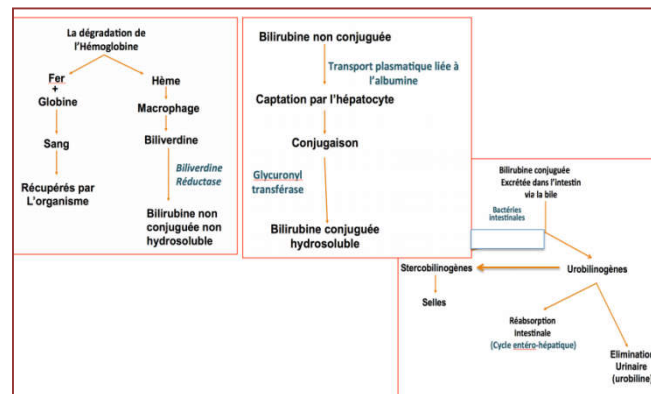 La dégradation de
l'Hémoglobine
Fer
+
Globine
Sang
Récupérés par
L'organisme
Hème
Macrophage
Biliverdine
Biliverdine
Réductase
Bilirubine non
conjuguée non
hydrosoluble
Bilirubine non conjuguée
Transport plasmatique liée à
l'albumine
Captation par l'hépatocyte
Conjugaison
Glycuronyl
transférase
Bilirubine conjuguée
hydrosoluble
Bilirubine conjuguée
Excrétée dans l'intestin
via la bile
Bactéries
intestinales
Stercobilinogènes
Urobilinogènes
Selles
Réabsorption
Intestinale
(Cycle entéro-hépatique)
Elimination
Urinaire
(urobiline)